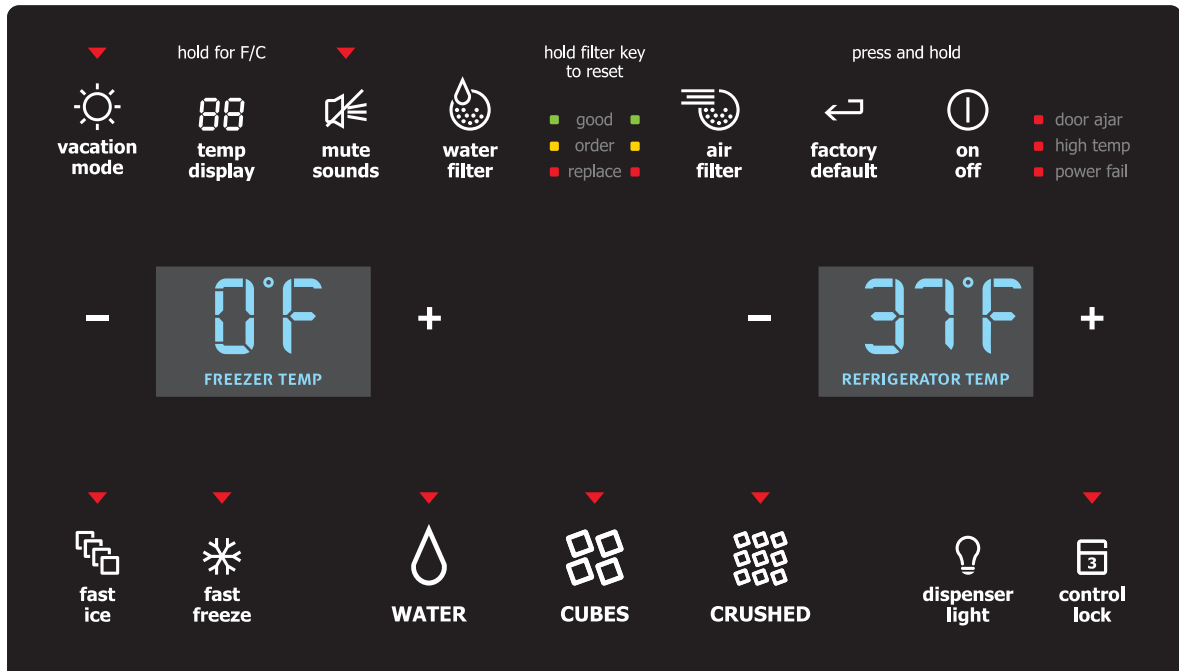 hold for F/C
hold filter key
to reset
press and hold
88
vacation
mode
temp
display
mute
sounds
water
filter
good
order
replace
air
filter
factory
default
on
off
door ajar
high temp
power fail
− 0°F +
FREEZER TEMP
− 37°F +
REFRIGERATOR TEMP
3
fast
ice
fast
freeze
WATER
CUBES
CRUSHED
dispenser
light
control
lock